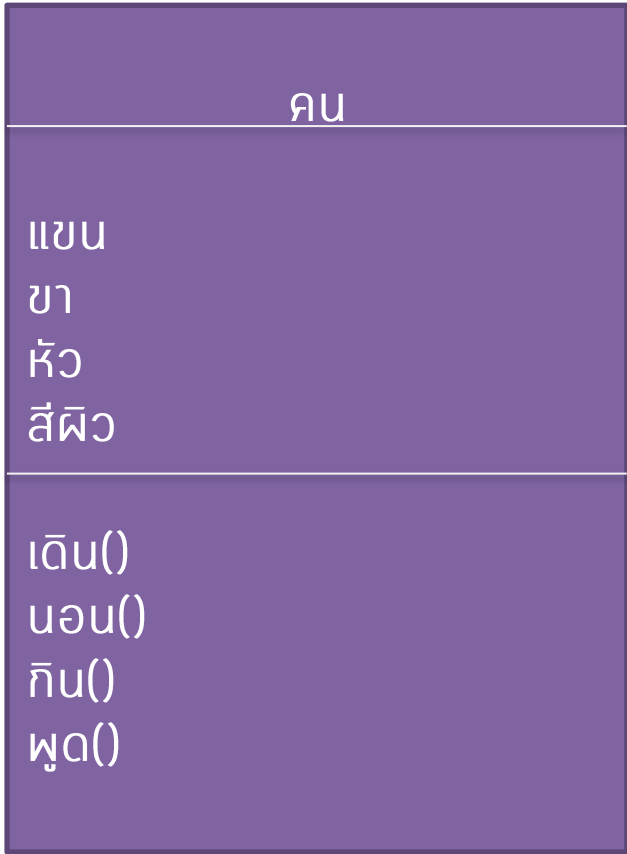 คน
แขน
ขา
หัว
สีผิว
เดิน()
นอน()
กิน()
พูด()